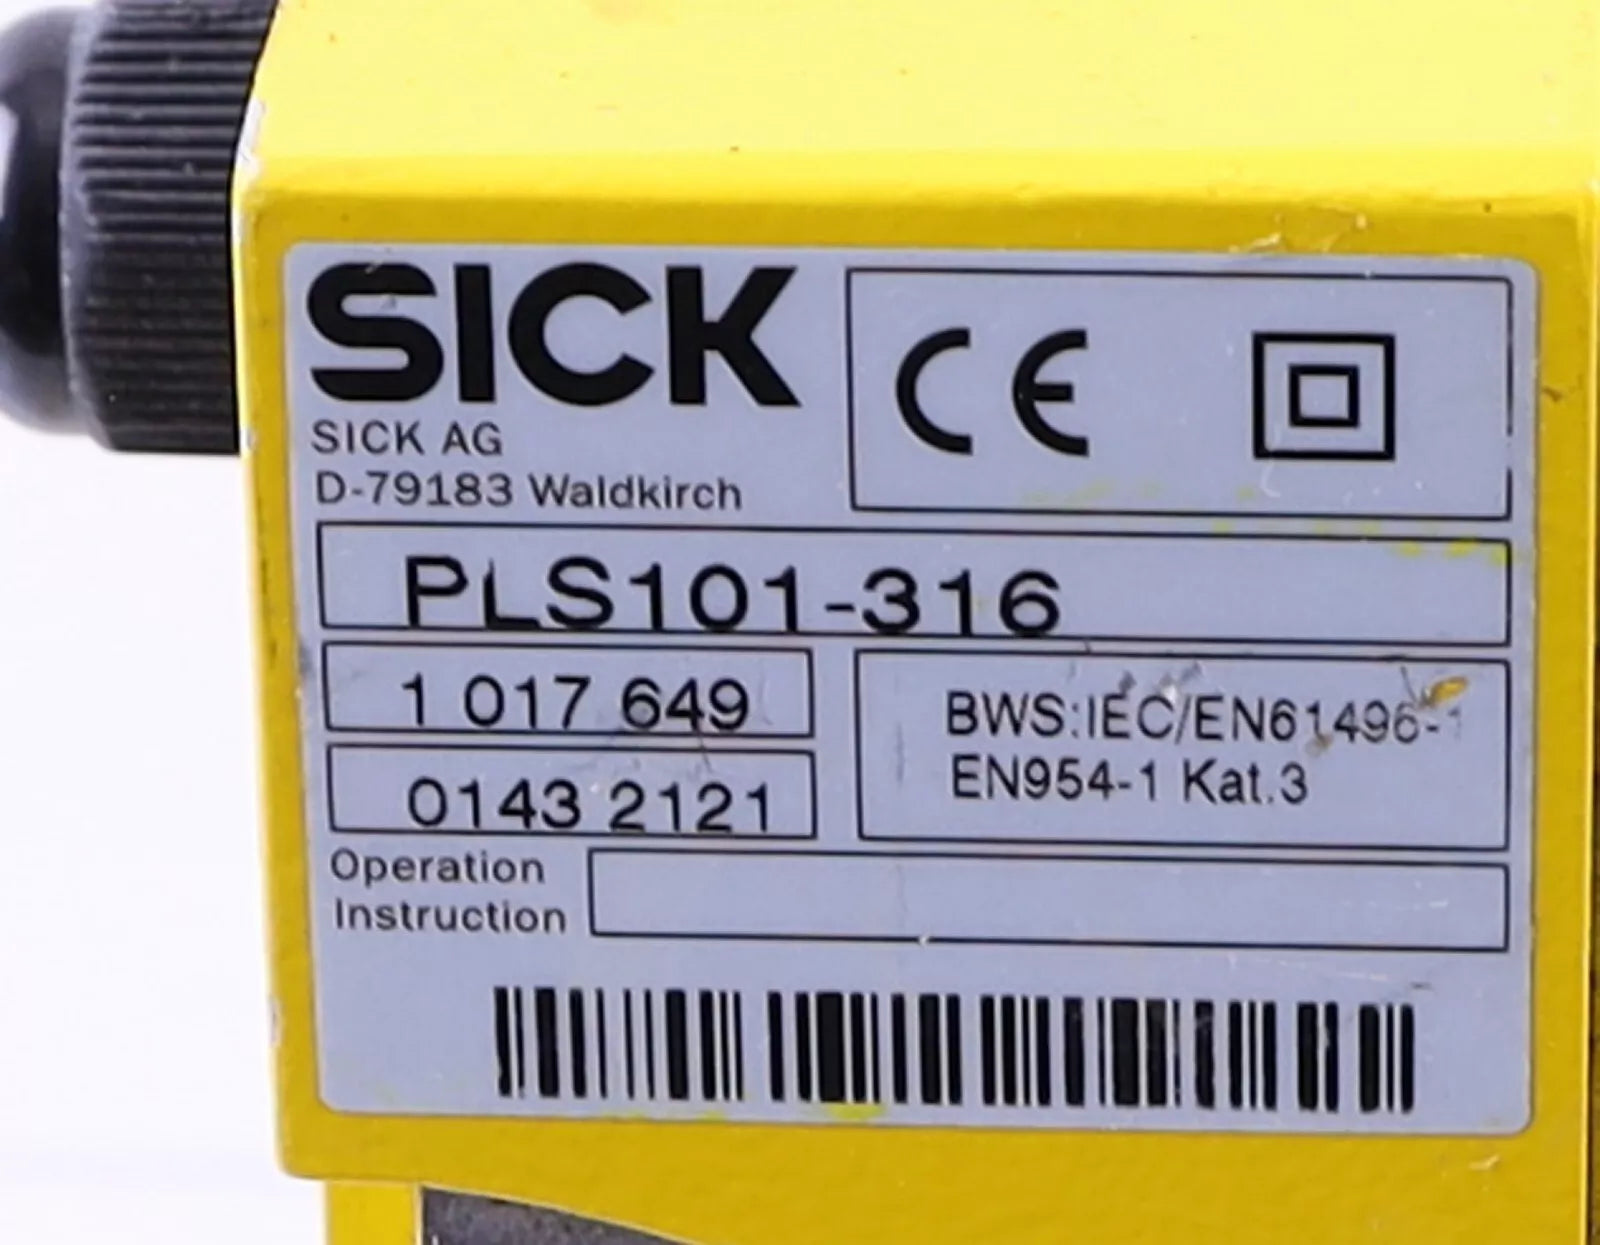 SICK
SICK AG
D-79183 Waldkirch
CE
PLS101-316
1 017 649
0143 2121
BWS:IEC/EN61496-1
EN954-1 Kat.3
Operation
Instruction